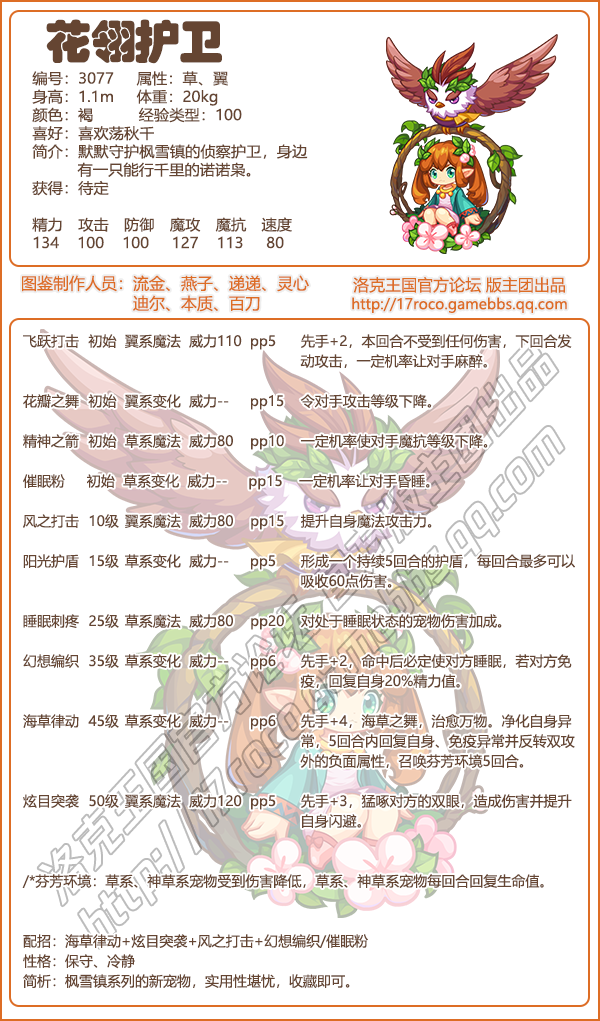 花翎护卫
编号：3077 属性：草、翼
身高：1.1m 体重：20kg
颜色：褐 经验类型：100
喜好：喜欢荡秋千
简介：默默守护枫雪镇的侦察护卫，身边
有一只能行千里的诺诺枭。
获得：待定
精力 攻击 防御 魔攻 魔抗 速度
134 100 100 127 113 80
图鉴制作人员：流金、燕子、递递、灵心
迪尔、本质、百刀
洛克王国官方论坛 版主团出品
http://17roco.gamebbs.qq.com
飞跃打击 初始 翼系魔法 威力110 pp5 先手+2，本回合不受到任何伤害，下回合发
动攻击，一定机率让对手麻醉。
花瓣之舞 初始 翼系变化 威力-- pp15 令对手攻击等级下降。
精神之箭 初始 草系魔法 威力80 pp10 一定机率使对手魔抗等级下降。
催眠粉 初始 草系变化 威力-- pp15 一定机率让对手昏睡。
风之打击 10级 翼系魔法 威力80 pp15 提升自身魔法攻击力。
阳光护盾 15级 草系变化 威力-- pp5 形成一个持续5回合的护盾，每回合最多可以
吸收60点伤害。
睡眠刺疼 25级 草系魔法 威力80 pp20 对处于睡眠状态的宠物伤害加成。
幻想编织 35级 草系变化 威力-- pp6 先手+2，命中后必定使对方睡眠，若对方免
疫，回复自身20%精力值。
海草律动 45级 草系变化 威力-- pp6 先手+4，海草之舞，治愈万物。净化自身异
常，5回合内回复自身、免疫异常并反转双攻
外的负面属性，召唤芬芳环境5回合。
炫目突袭 50级 翼系魔法 威力120 pp5 先手+3，猛啄对方的双眼，造成伤害并提升
自身闪避。
/*芬芳环境：草系、神草系宠物受到伤害降低，草系、神草系宠物每回合回复生命值。
配招：海草律动+炫目突袭+风之打击+幻想编织/催眠粉
性格：保守、冷静
简析：枫雪镇系列的新宠物，实用性堪忧，收藏即可。
洛克王国官方论坛 版主团出品
http://17roco.gamebbs.qq.com